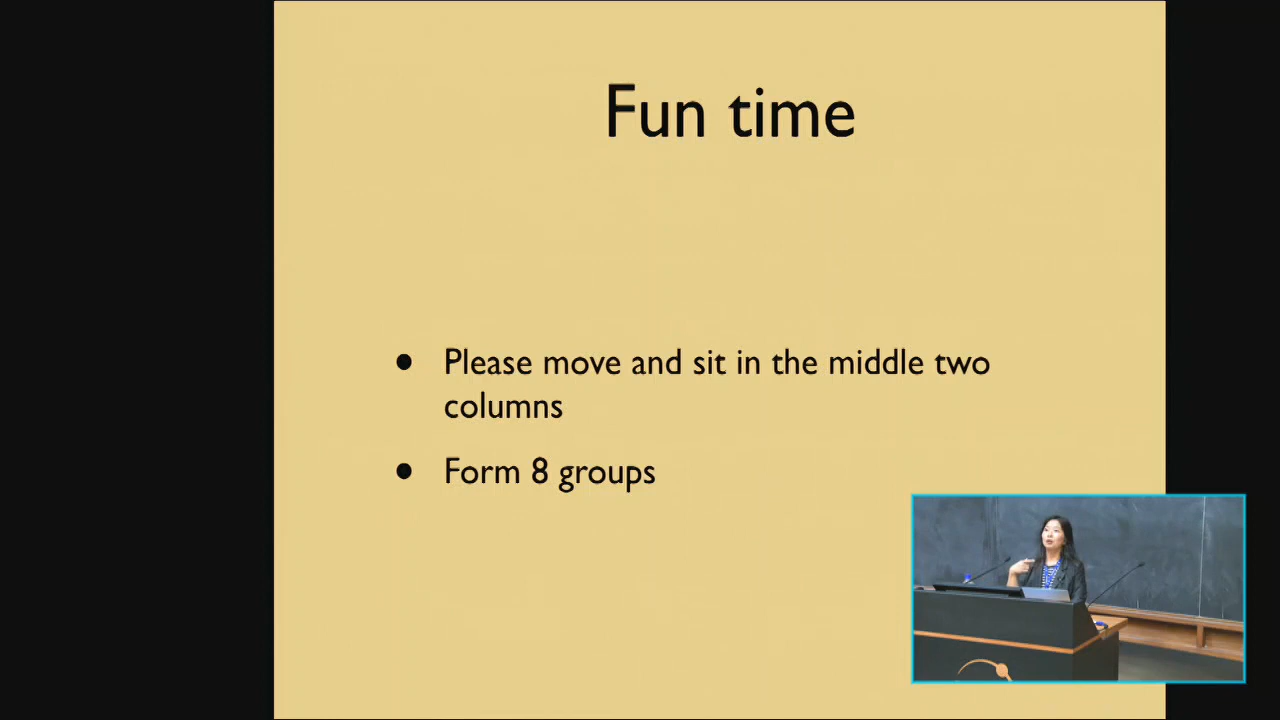 Fun time
● Please move and sit in the middle two
columns
● Form 8 groups